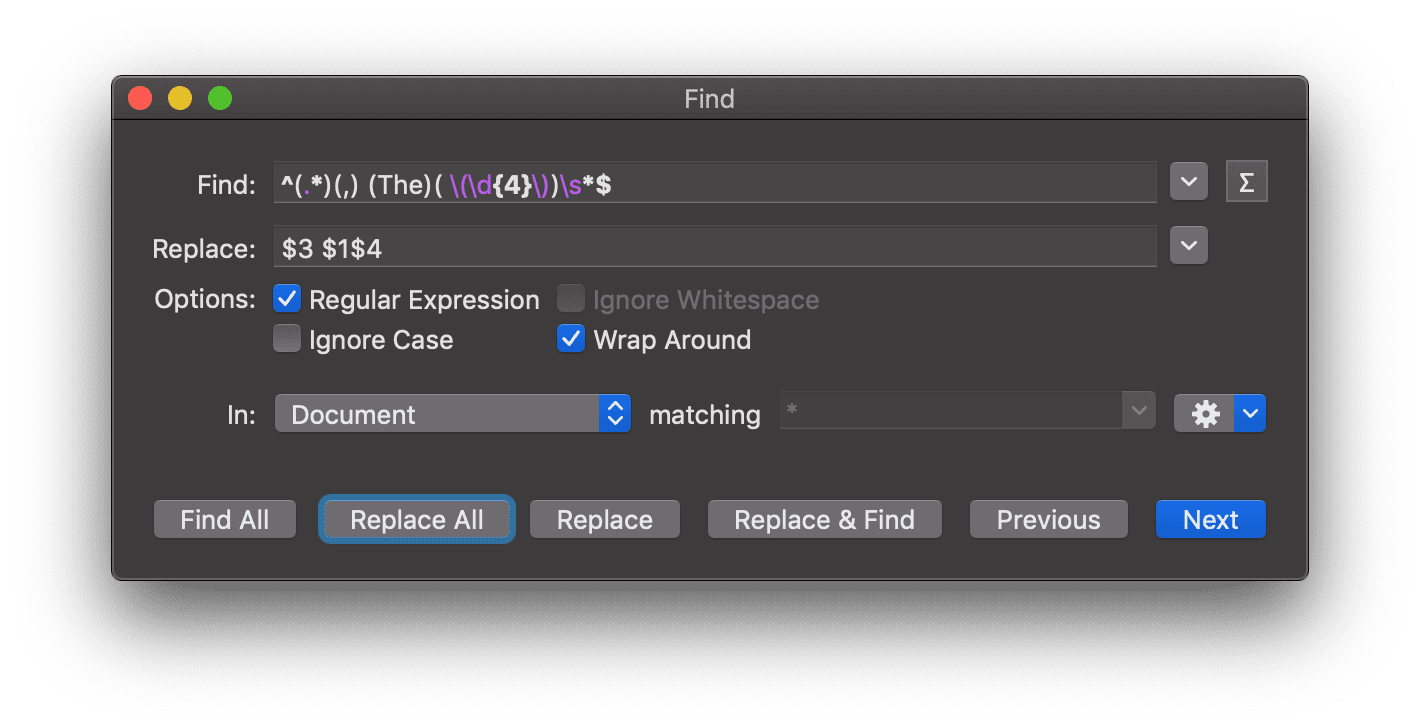 Find
Find: ^(.*)(,) (The)( \(\d{4}\))\s*$ Σ
Replace: $3 $1$4
Options: Regular Expression Ignore Whitespace
Ignore Case Wrap Around
In: Document matching *
Find All Replace All Replace Replace & Find Previous Next